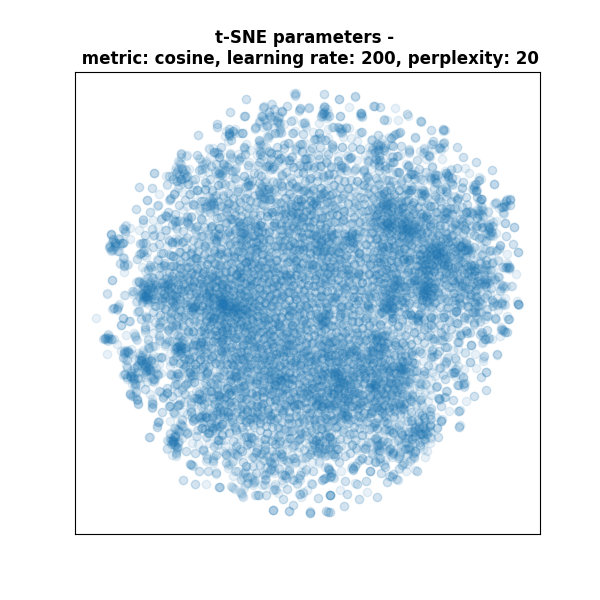 t-SNE parameters -
metric: cosine, learning rate: 200, perplexity: 20